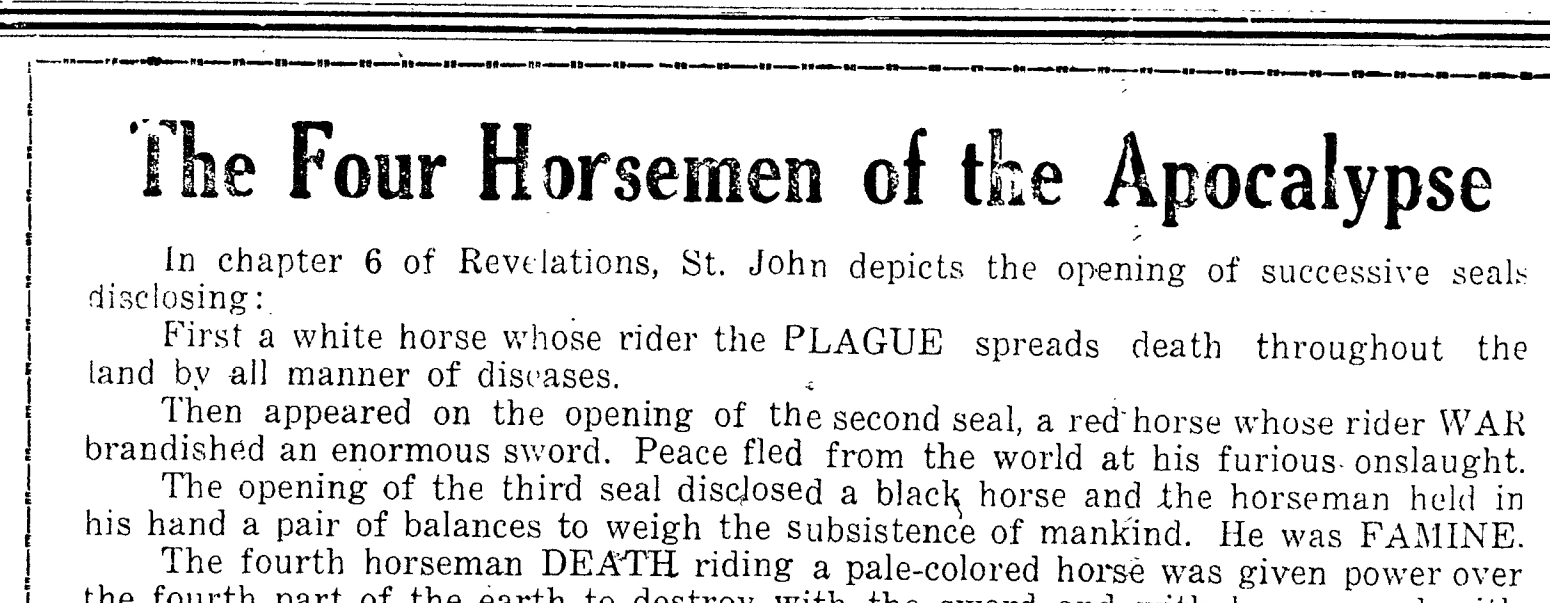 The Four Horsemen of the Apocalypse
In chapter 6 of Revelations, St. John depicts the opening of successive seals
disclosing:
First a white horse whose rider the PLAGUE spreads death throughout the
land by all manner of diseases.
Then appeared on the opening of the second seal, a red horse whose rider WAR
brandished an enormous sword. Peace fled from the world at his furious onslaught.
The opening of the third seal disclosed a black horse and the horseman held in
his hand a pair of balances to weigh the subsistence of mankind. He was FAMINE.
The fourth horseman DEATH riding a pale-colored horse was given power over
the fourth part of the earth to destroy with the sword and with